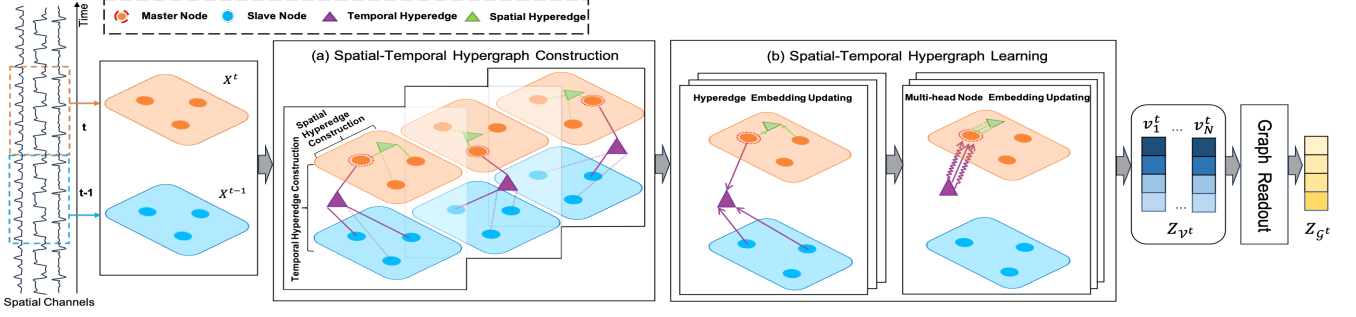 Time
Master Node
Slave Node
Temporal Hyperedge
Spatial Hyperedge
t
t-1
Spatial Channels
X^t
X^{t-1}
(a) Spatial-Temporal Hypergraph Construction
Spatial
Hyperedge
Construction
Temporal Hyperedge Construction
(b) Spatial-Temporal Hypergraph Learning
Hyperedge Embedding Updating
Multi-head Node Embedding Updating
v_1^t ... v_N^t
...
Z_{𝒱^t}
Graph
Readout
Z_{𝒢^t}